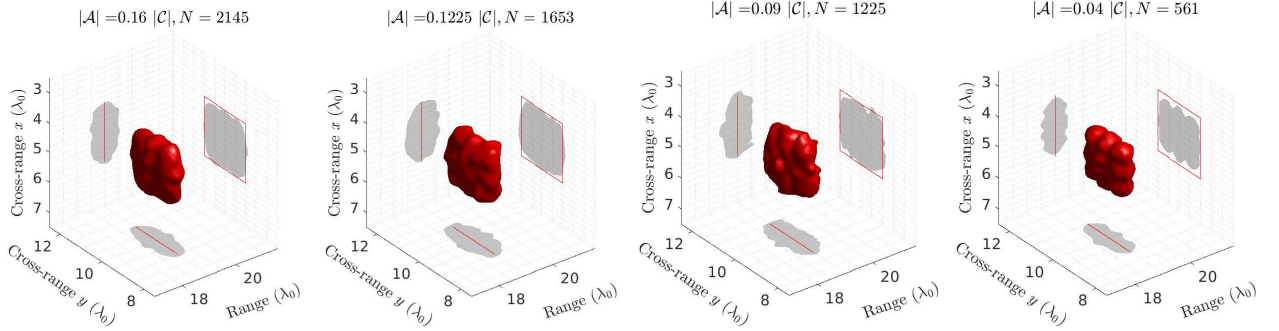 |𝒜| =0.16 |𝒞|, N = 2145
3
4
5
6
7
Cross-range x (λ₀)
12
10
8
Cross-range y (λ₀)
18
20
Range (λ₀)
|𝒜| =0.1225 |𝒞|, N = 1653
3
4
5
6
7
Cross-range x (λ₀)
12
10
8
Cross-range y (λ₀)
18
20
Range (λ₀)
|𝒜| =0.09 |𝒞|, N = 1225
3
4
5
6
7
Cross-range x (λ₀)
12
10
8
Cross-range y (λ₀)
18
20
Range (λ₀)
|𝒜| =0.04 |𝒞|, N = 561
3
4
5
6
7
Cross-range x (λ₀)
12
10
8
Cross-range y (λ₀)
18
20
Range (λ₀)